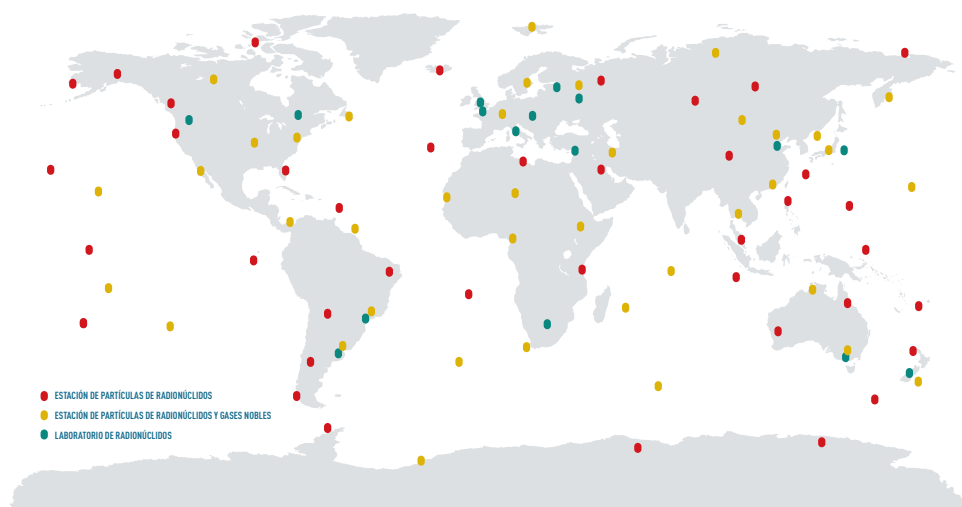 ESTACIÓN DE PARTÍCULAS DE RADIONÚCLIDOS
ESTACIÓN DE PARTÍCULAS DE RADIONÚCLIDOS Y GASES NOBLES
LABORATORIO DE RADIONÚCLIDOS